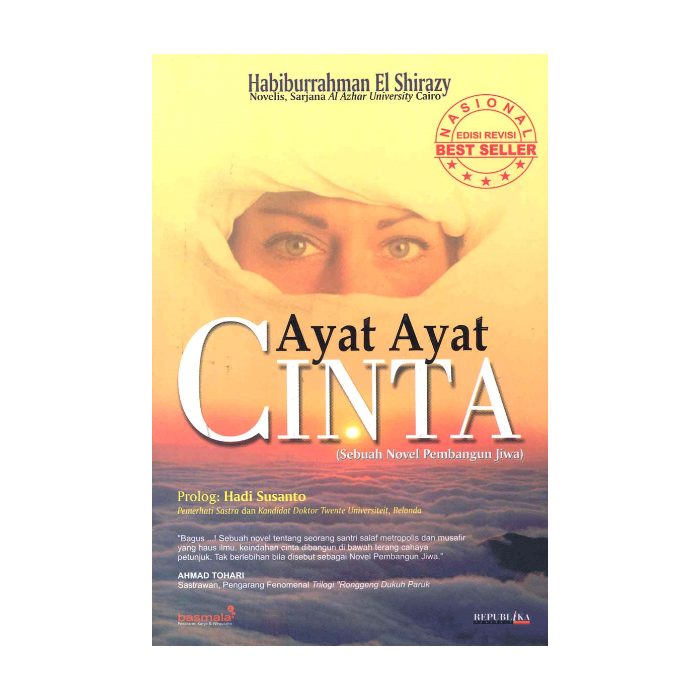 Habiburrahman El Shirazy
Novelis, Sarjana Al Azhar University Cairo
NASIONAL
EDISI REVISI
BEST SELLER
Ayat Ayat
CINTA
(Sebuah Novel Pembangun Jiwa)
Prolog: Hadi Susanto
Pemerhati Sastra dan Kandidat Doktor Twente Universiteit, Belanda
"Bagus ...! Sebuah novel tentang seorang santri salaf metropolis dan musafir
yang haus ilmu. keindahan cinta dibangun di bawah terang cahaya
petunjuk. Tak berlebihan bila disebut sebagai Novel Pembangun Jiwa."
AHMAD TOHARI
Sastrawan, Pengarang Fenomenal Trilogi "Ronggeng Dukuh Paruk
basmala
REPUBLIKA